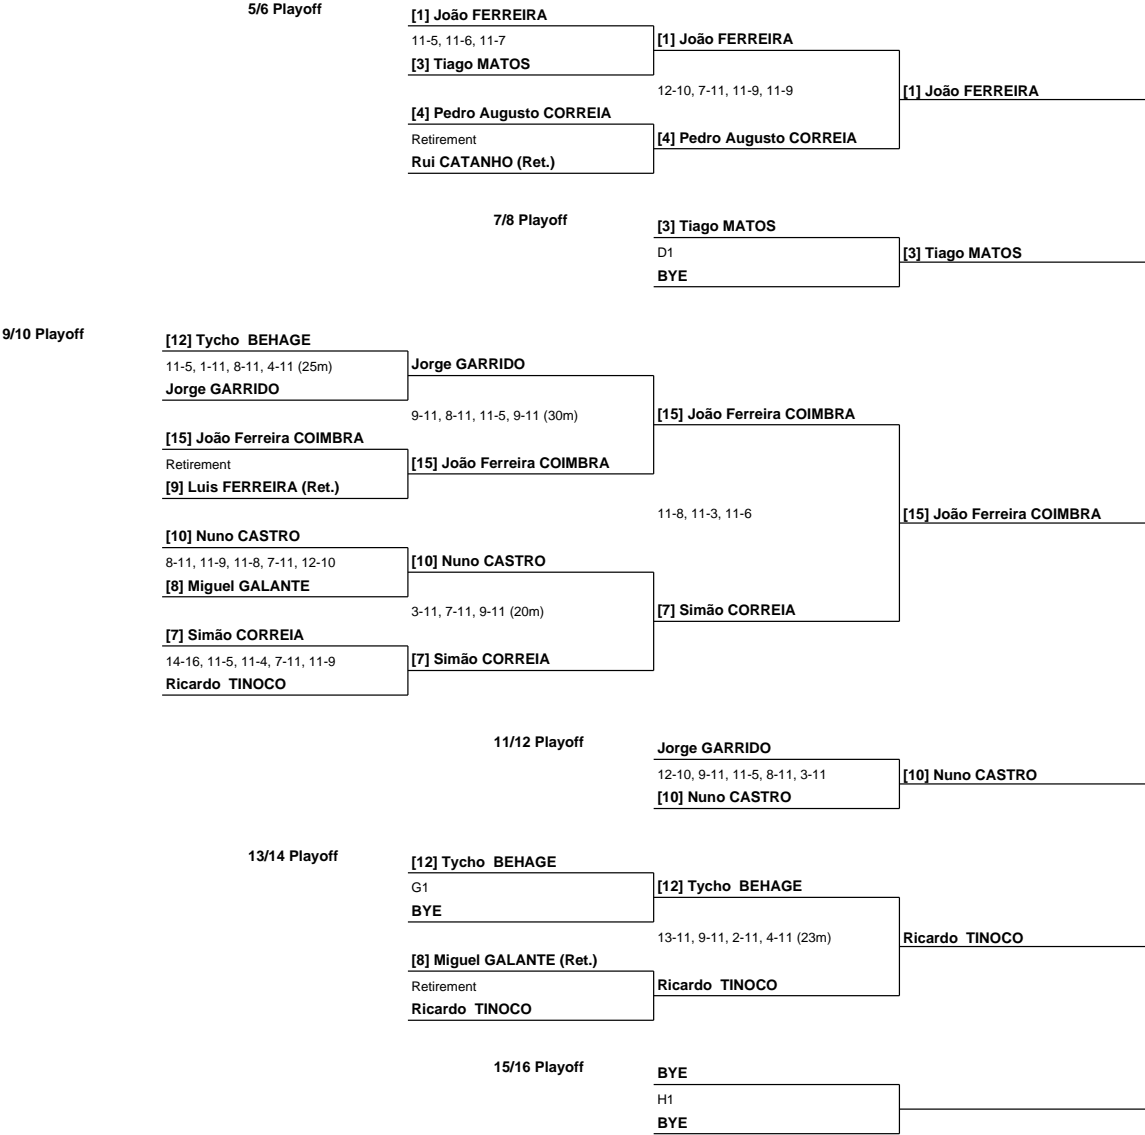 5/6 Playoff
[1] João FERREIRA
11-5, 11-6, 11-7
[1] João FERREIRA
[3] Tiago MATOS
12-10, 7-11, 11-9, 11-9
[1] João FERREIRA
[4] Pedro Augusto CORREIA
Retirement
[4] Pedro Augusto CORREIA
Rui CATANHO (Ret.)
7/8 Playoff
[3] Tiago MATOS
D1
[3] Tiago MATOS
BYE
9/10 Playoff
[12] Tycho BEHAGE
11-5, 1-11, 8-11, 4-11 (25m)
Jorge GARRIDO
Jorge GARRIDO
9-11, 8-11, 11-5, 9-11 (30m)
[15] João Ferreira COIMBRA
[15] João Ferreira COIMBRA
Retirement
[15] João Ferreira COIMBRA
[9] Luis FERREIRA (Ret.)
11-8, 11-3, 11-6
[15] João Ferreira COIMBRA
[10] Nuno CASTRO
8-11, 11-9, 11-8, 7-11, 12-10
[10] Nuno CASTRO
[8] Miguel GALANTE
3-11, 7-11, 9-11 (20m)
[7] Simão CORREIA
[7] Simão CORREIA
14-16, 11-5, 11-4, 7-11, 11-9
[7] Simão CORREIA
Ricardo TINOCO
11/12 Playoff
Jorge GARRIDO
12-10, 9-11, 11-5, 8-11, 3-11
[10] Nuno CASTRO
[10] Nuno CASTRO
13/14 Playoff
[12] Tycho BEHAGE
G1
[12] Tycho BEHAGE
BYE
13-11, 9-11, 2-11, 4-11 (23m)
Ricardo TINOCO
[8] Miguel GALANTE (Ret.)
Retirement
Ricardo TINOCO
Ricardo TINOCO
15/16 Playoff
BYE
H1
BYE